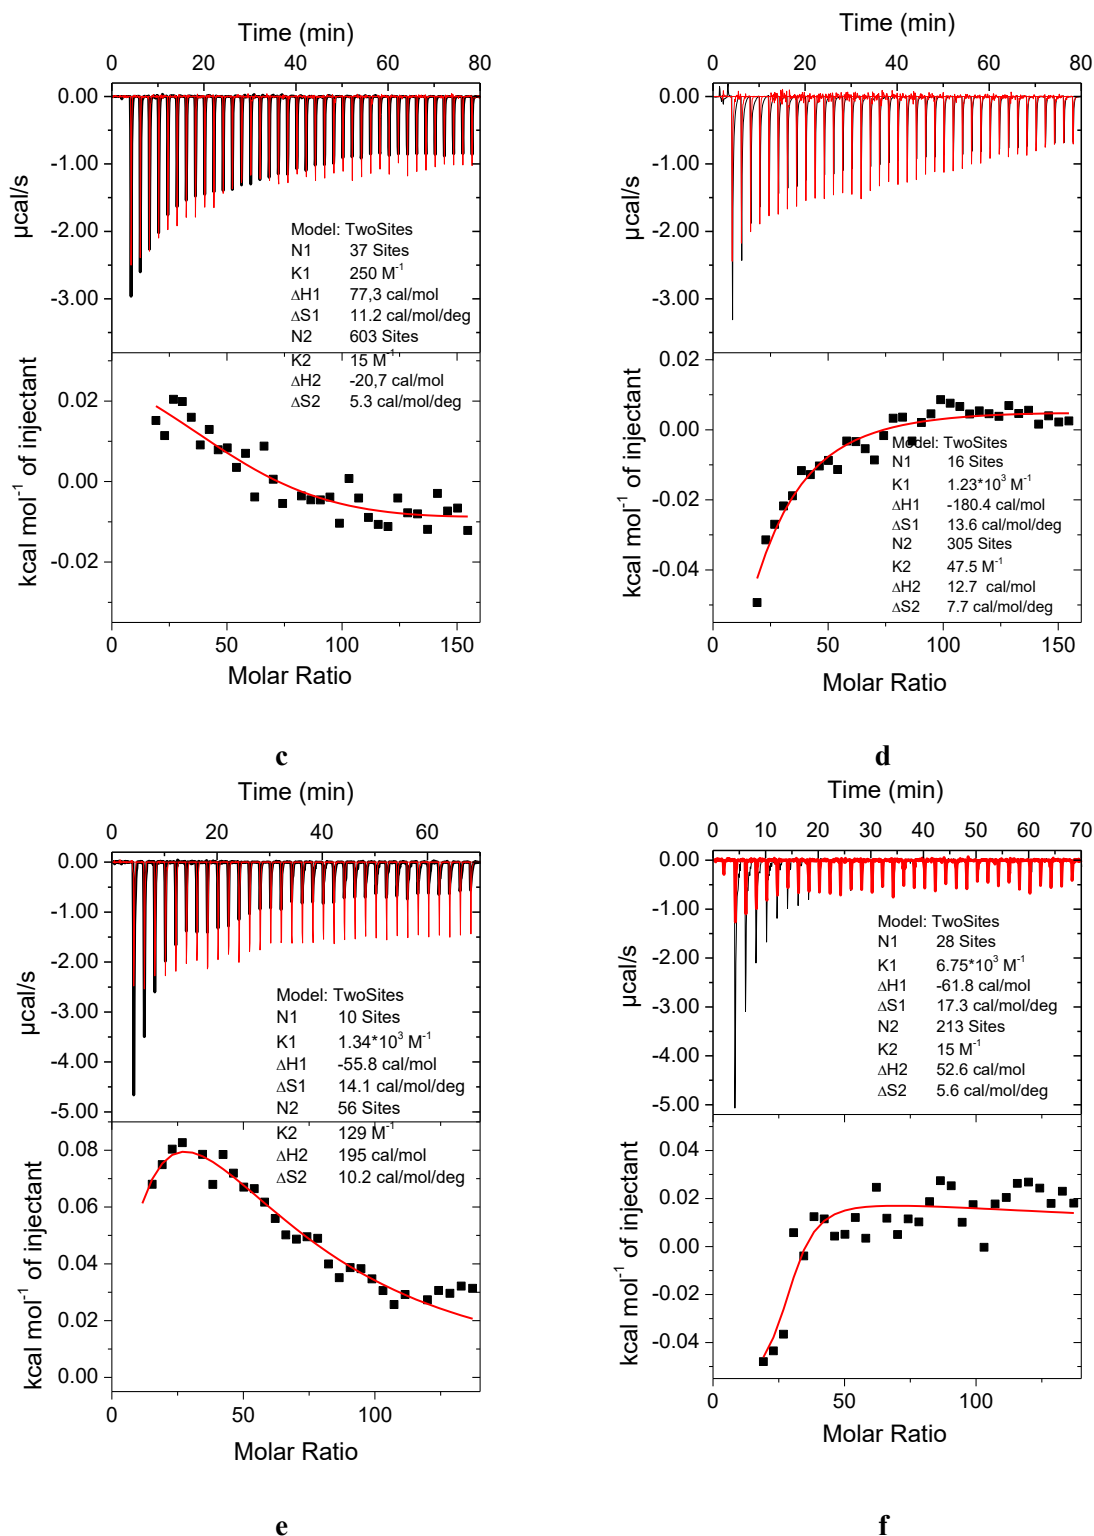 Time (min)
0 20 40 60 80
0.00
-1.00
-2.00
-3.00
µcal/s
Model: TwoSites
N1 37 Sites
K1 250 M⁻¹
ΔH1 77,3 cal/mol
ΔS1 11.2 cal/mol/deg
N2 603 Sites
K2 15 M⁻¹
ΔH2 -20,7 cal/mol
ΔS2 5.3 cal/mol/deg
0.02
0.00
-0.02
kcal mol⁻¹ of injectant
0 50 100 150
Molar Ratio
c
Time (min)
0 20 40 60 80
0.00
-1.00
-2.00
-3.00
µcal/s
0.02
0.00
-0.02
-0.04
kcal mol⁻¹ of injectant
Model: TwoSites
N1 16 Sites
K1 1.23*10³ M⁻¹
ΔH1 -180.4 cal/mol
ΔS1 13.6 cal/mol/deg
N2 305 Sites
K2 47.5 M⁻¹
ΔH2 12.7 cal/mol
ΔS2 7.7 cal/mol/deg
0 50 100 150
Molar Ratio
d
Time (min)
0 20 40 60
0.00
-1.00
-2.00
-3.00
-4.00
-5.00
µcal/s
Model: TwoSites
N1 10 Sites
K1 1.34*10³ M⁻¹
ΔH1 -55.8 cal/mol
ΔS1 14.1 cal/mol/deg
N2 56 Sites
K2 129 M⁻¹
ΔH2 195 cal/mol
ΔS2 10.2 cal/mol/deg
0.08
0.06
0.04
0.02
0.00
kcal mol⁻¹ of injectant
0 50 100
Molar Ratio
e
Time (min)
0 10 20 30 40 50 60 70
0.00
-1.00
-2.00
-3.00
-4.00
-5.00
µcal/s
Model: TwoSites
N1 28 Sites
K1 6.75*10³ M⁻¹
ΔH1 -61.8 cal/mol
ΔS1 17.3 cal/mol/deg
N2 213 Sites
K2 15 M⁻¹
ΔH2 52.6 cal/mol
ΔS2 5.6 cal/mol/deg
0.04
0.02
0.00
-0.02
-0.04
kcal mol⁻¹ of injectant
0 50 100
Molar Ratio
f